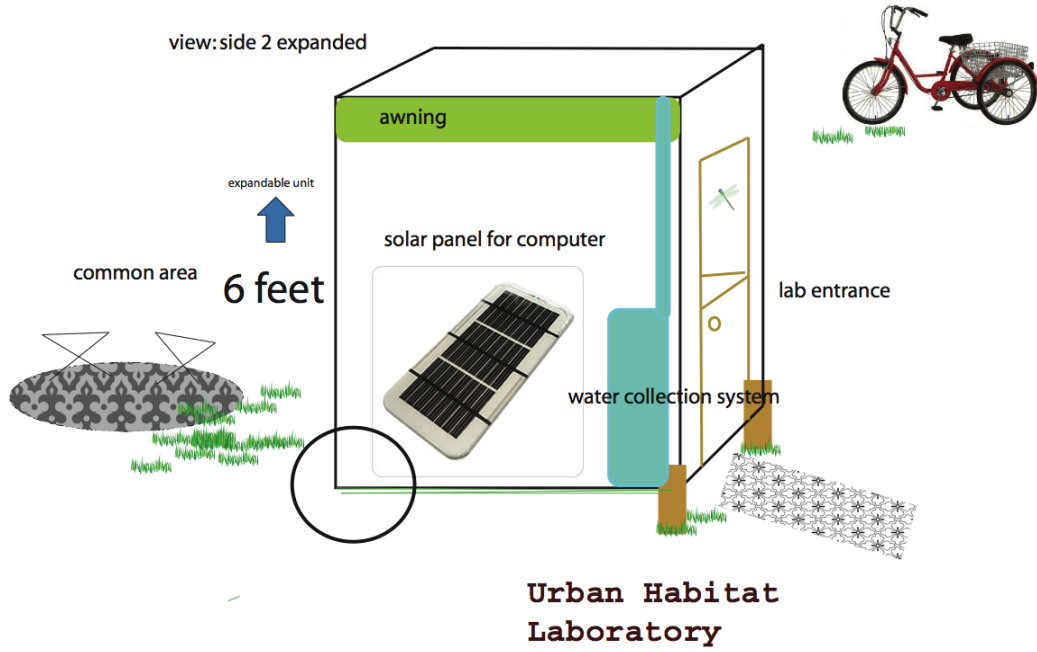 view: side 2 expanded
awning
expandable unit
solar panel for computer
common area
6 feet
lab entrance
water collection system
Urban Habitat
Laboratory